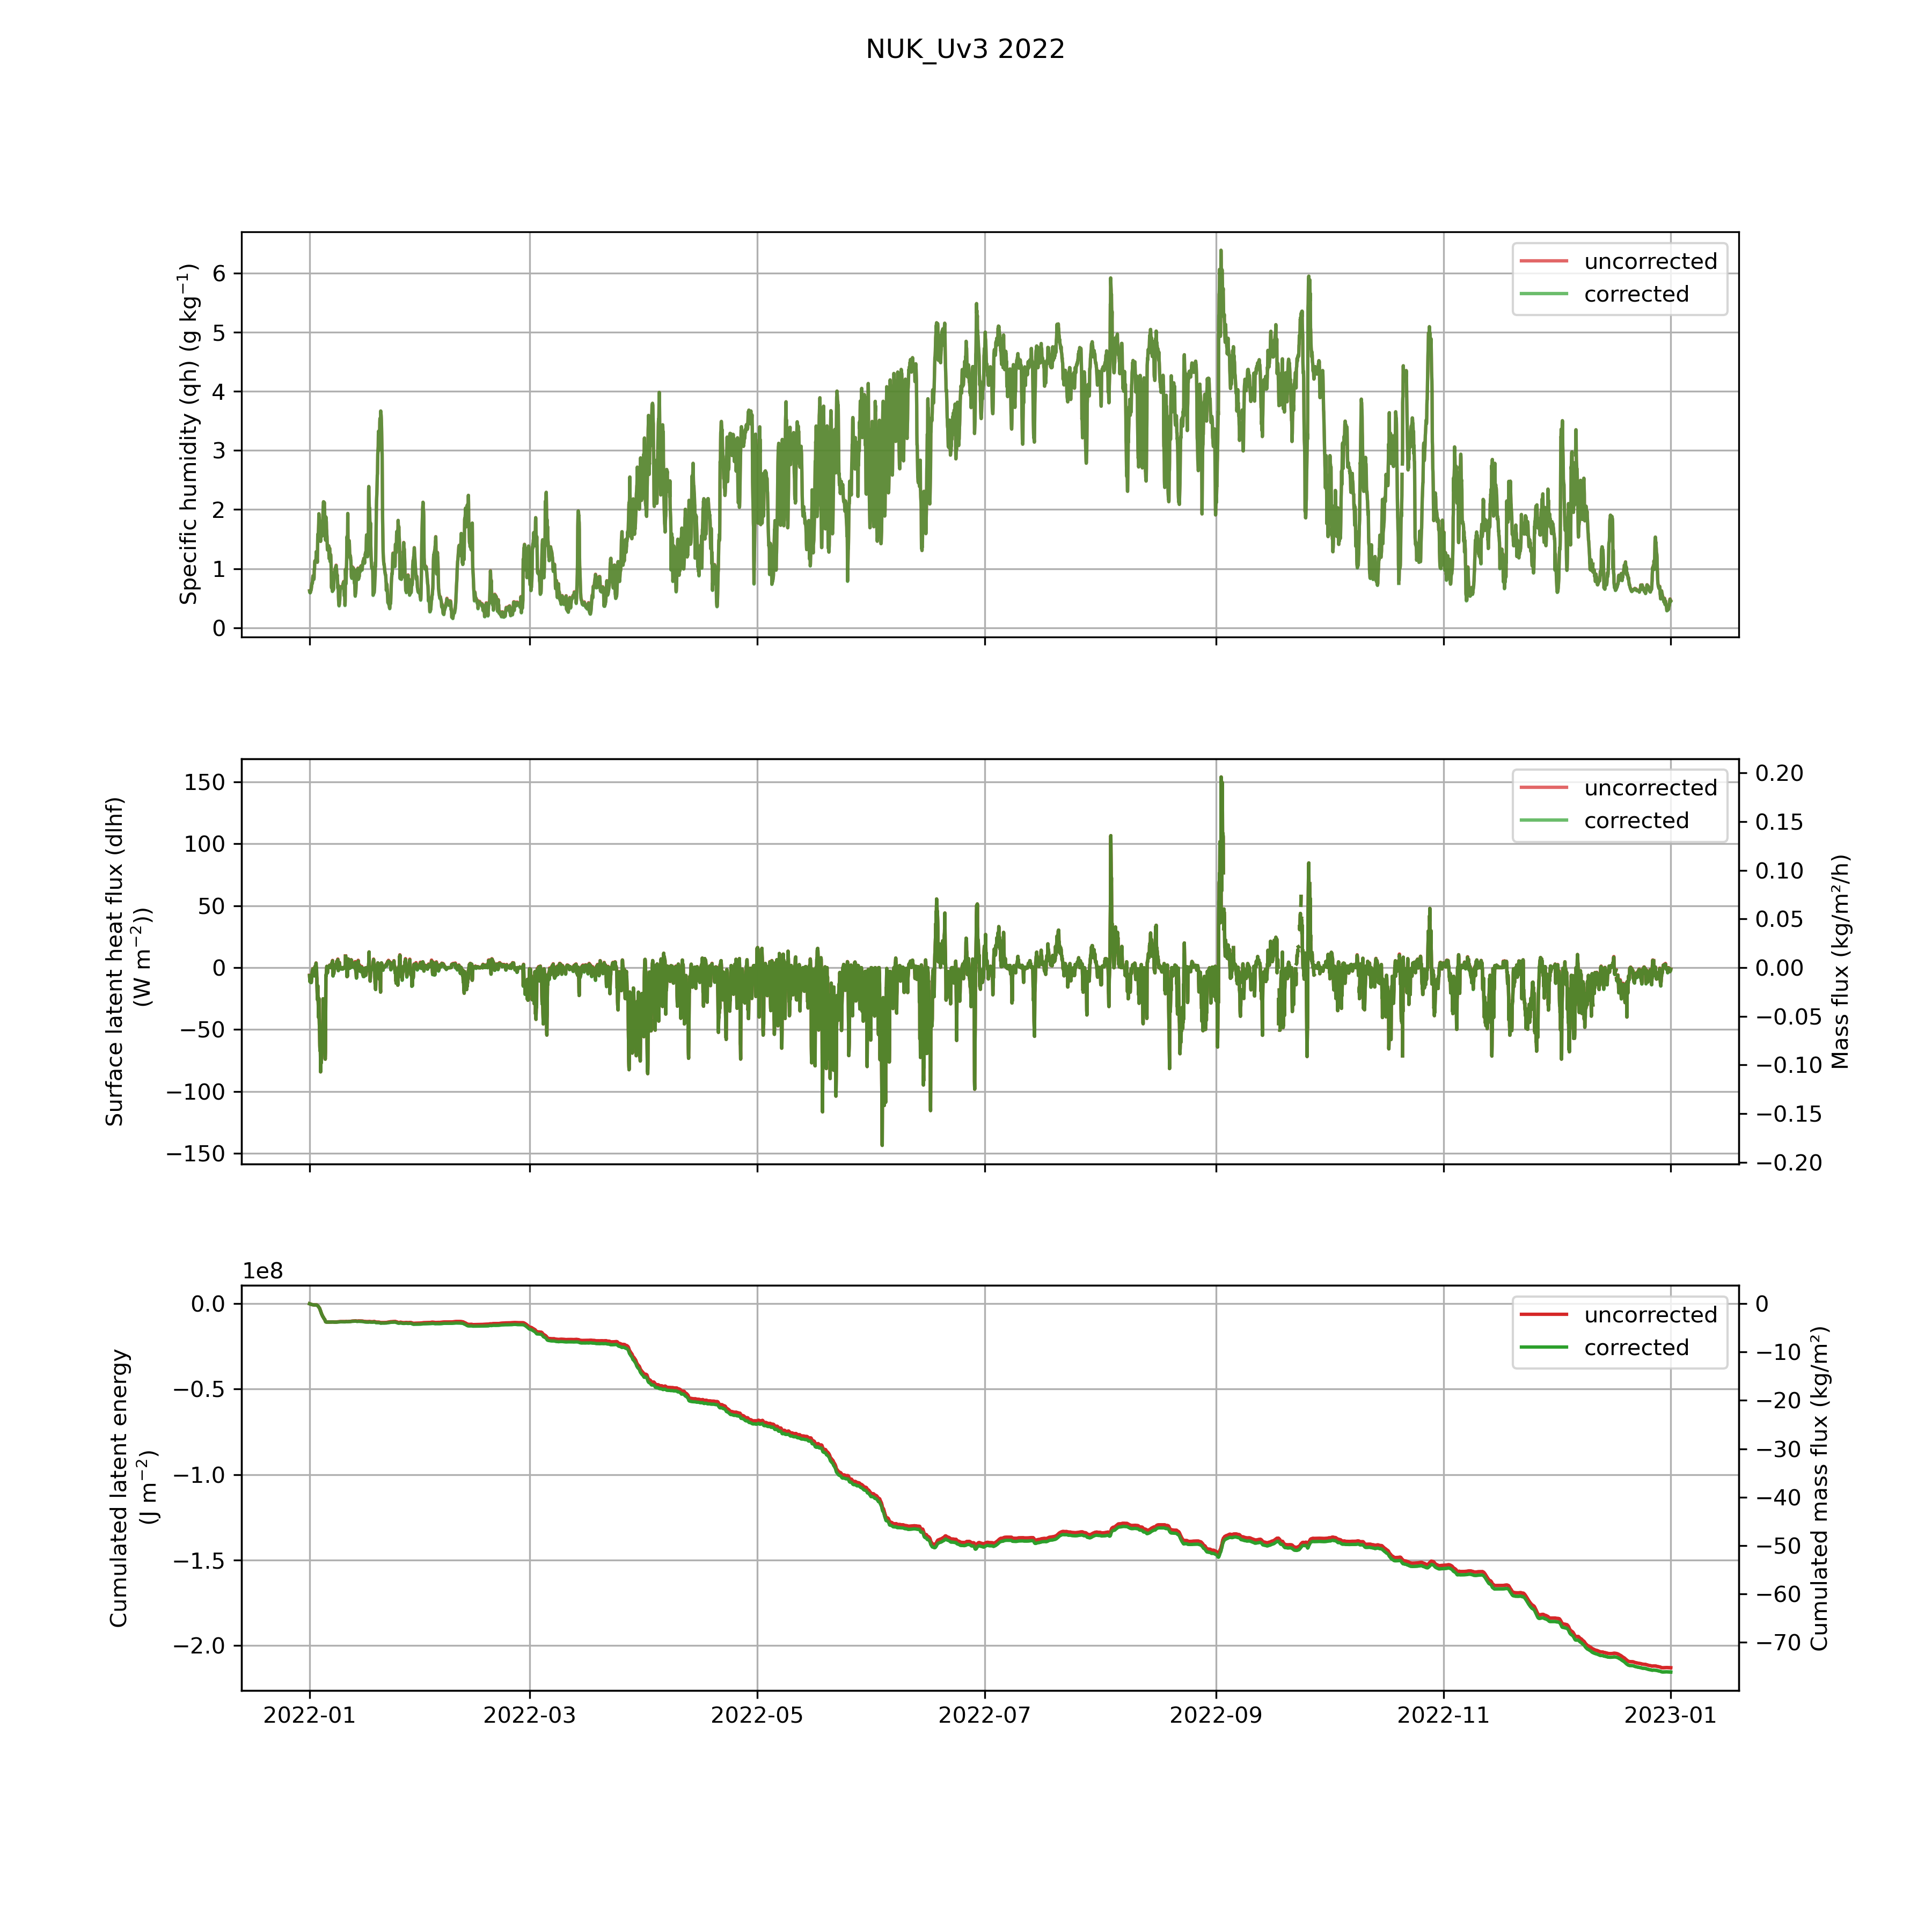 NUK_Uv3 2022
Specific humidity (qh) (g kg⁻¹)
6
5
4
3
2
1
0
uncorrected
corrected
Surface latent heat flux (dlhf)
(W m⁻²))
150
100
50
0
−50
−100
−150
uncorrected
corrected
0.20
0.15
0.10
0.05
0.00
−0.05
−0.10
−0.15
−0.20
Mass flux (kg/m²/h)
1e8
Cumulated latent energy
(J m⁻²)
0.0
−0.5
−1.0
−1.5
−2.0
uncorrected
corrected
0
−10
−20
−30
−40
−50
−60
−70
Cumulated mass flux (kg/m²)
2022-01 2022-03 2022-05 2022-07 2022-09 2022-11 2023-01